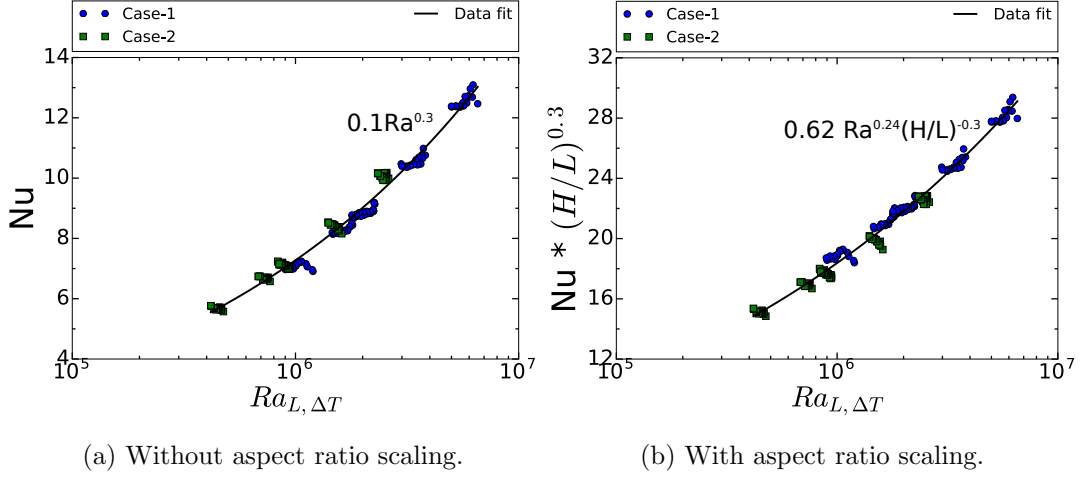 Case-1
Case-2
Data fit
14
12
10
8
6
4
Nu
0.1Ra^0.3
10^5
10^6
10^7
Ra_L, ΔT
(a) Without aspect ratio scaling.
Case-1
Case-2
Data fit
32
28
24
20
16
12
Nu * (H/L)^0.3
0.62 Ra^0.24(H/L)^-0.3
10^5
10^6
10^7
Ra_L, ΔT
(b) With aspect ratio scaling.